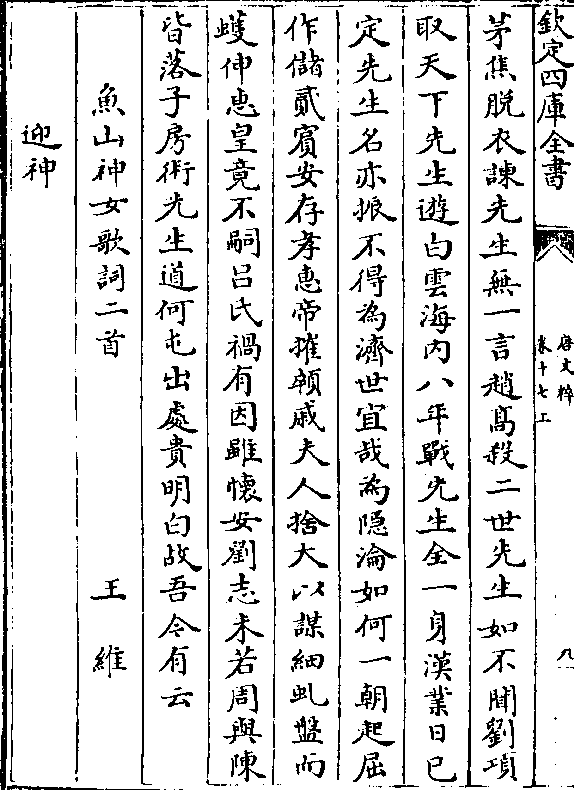 欽定四庫全書
唐文粹
卷十七上
九
茅焦脫衣諫先生無一言趙髙殺二世先生如不聞劉項
取天下先生遊白雲海内八年戰先生全一身漢業日已
定先生名亦振不得為濟世宜哉為隠淪如何一朝起屈
作儲貳賓安存孝惠帝摧頓戚夫人捨大以謀細虬盤而
蠖伸惠皇竟不嗣吕氏禍有因雖懷安劉志未若周與陳
皆落子房術先生道何屯出處貴明白故吾今有云
魚山神女歌詞二首　王維
迎神